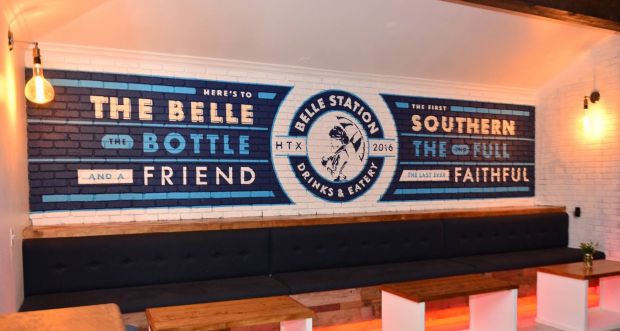 HERE'S TO
THE BELLE
THE BOTTLE
AND A FRIEND
BELLE STATION
HTX 2016
DRINKS & EATERY
THE FIRST
SOUTHERN
THE AND FULL
THE LAST EVER FAITHFUL